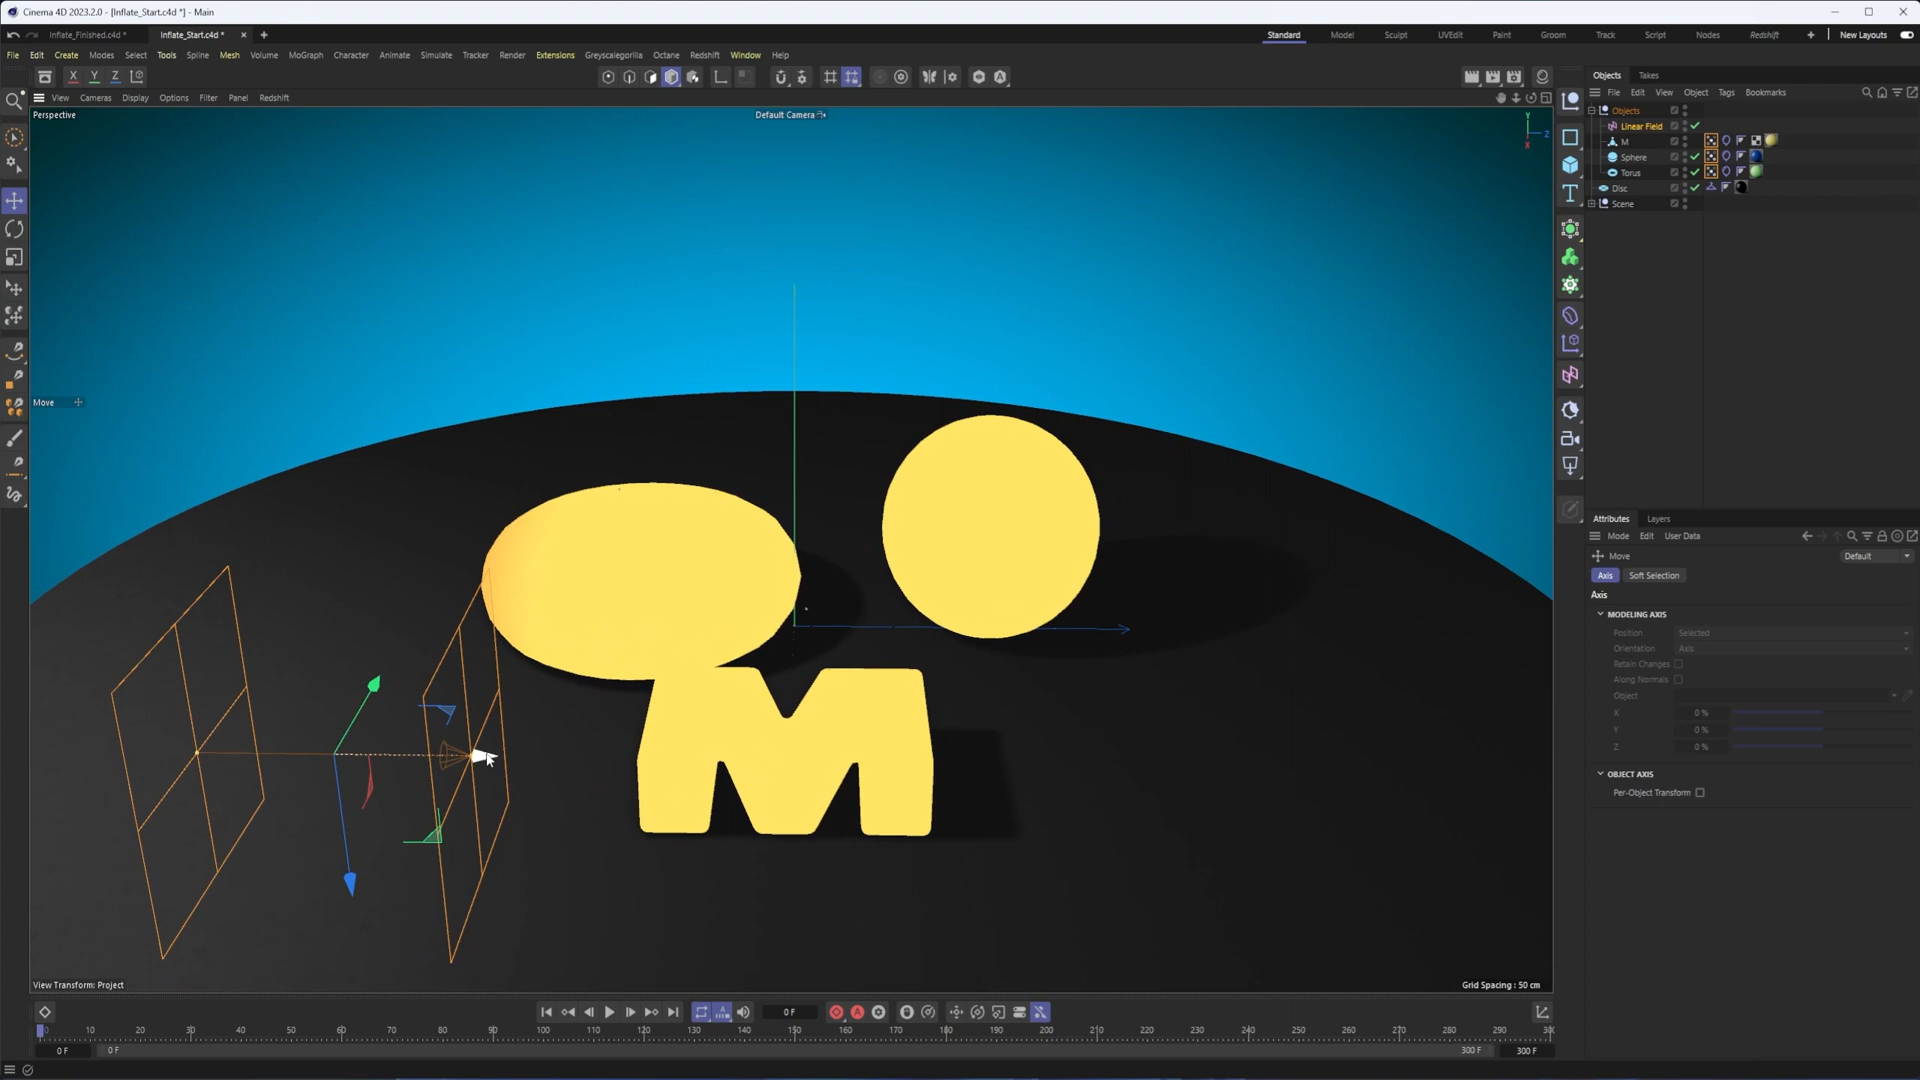 Cinema 4D 2023.2.0 - [Inflate_Start.c4d *] - Main
Inflate_Finished.c4d * Inflate_Start.c4d * Standard Model Sculpt UVEdit Paint Groom Track Script Nodes Redshift New Layouts
File Edit Create Modes Select Tools Spline Mesh Volume MoGraph Character Animate Simulate Tracker Render Extensions Greyscalegorilla Octane Redshift Window Help
X Y Z
Objects Takes
File Edit View Object Tags Bookmarks
View Cameras Display Options Filter Panel Redshift
Perspective
Default Camera
Y
Z
X
Objects
Linear Field
M
Sphere
Torus
Disc
Scene
Move
M
Attributes Layers
Mode Edit User Data
Move Default
Axis Soft Selection
Axis
MODELING AXIS
Position Selected
Orientation Axis
Retain Changes
Along Normals
Object
X 0 %
Y 0 %
Z 0 %
OBJECT AXIS
Per-Object Transform
View Transform: Project
Grid Spacing : 50 cm
0 F
0 10 20 30 40 50 60 70 80 90 100 110 120 130 140 150 160 170 180 190 200 210 220 230 240 250 260 270 280 290 30
0 F 0 F 300 F 300 F